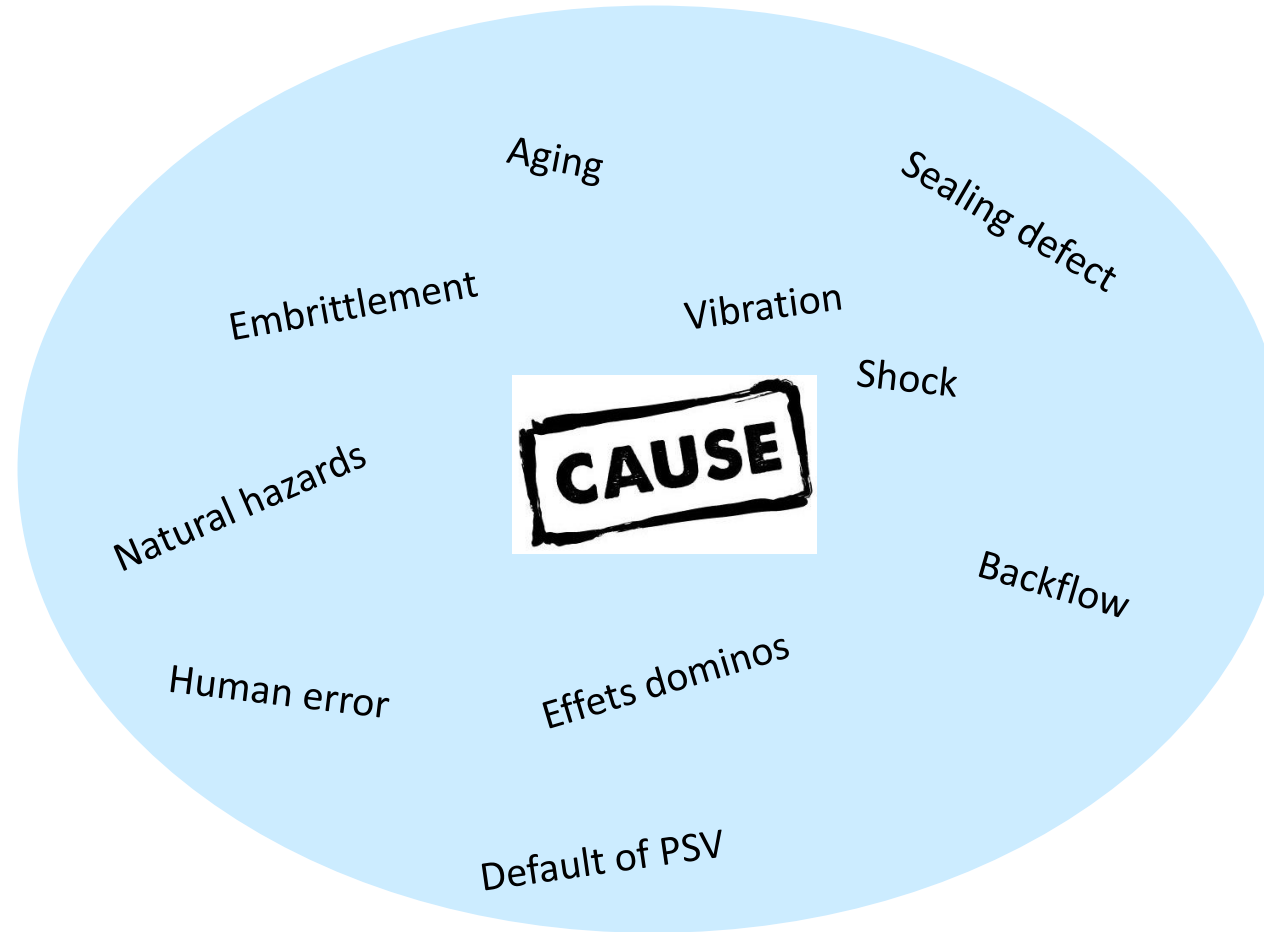 Aging
Sealing defect
Embrittlement
Vibration
Shock
CAUSE
Natural hazards
Backflow
Human error
Effets dominos
Default of PSV